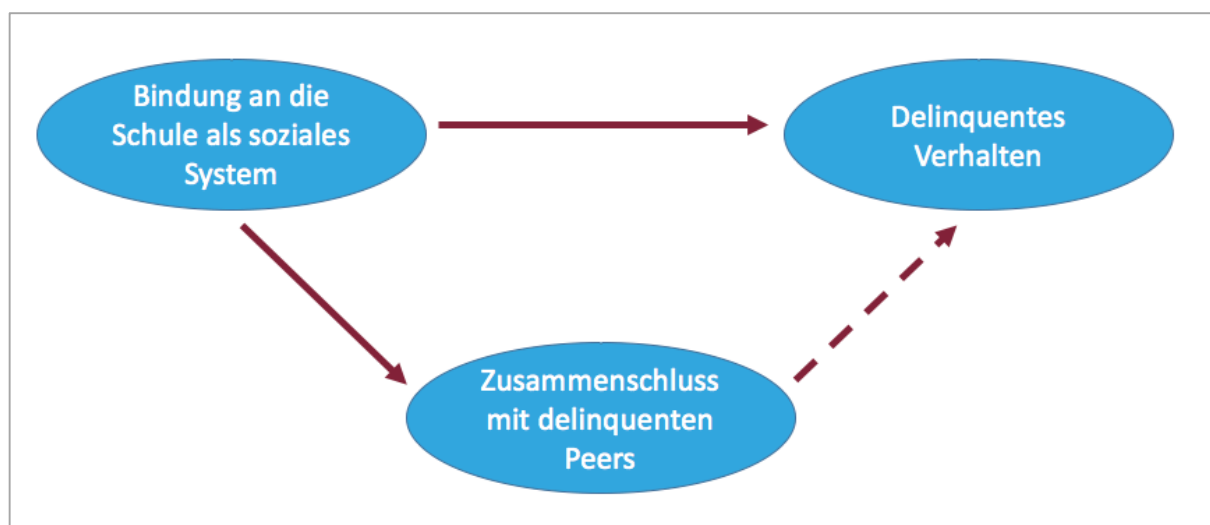 Bindung an die
Schule als soziales
System
Delinquentes
Verhalten
Zusammenschluss
mit delinquenten
Peers